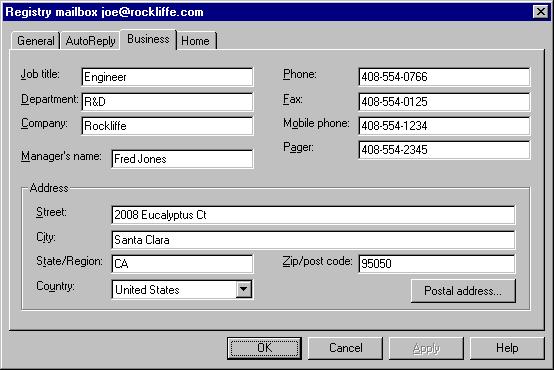 Registry mailbox joe@rockliffe.com
General AutoReply Business Home
Job title: Engineer Phone: 408-554-0766
Department: R&D Fax: 408-554-0125
Company: Rockliffe Mobile phone: 408-554-1234
Manager's name: Fred Jones Pager: 408-554-2345
Address
Street: 2008 Eucalyptus Ct
City: Santa Clara
State/Region: CA Zip/post code: 95050
Country: United States Postal address...
OK Cancel Apply Help